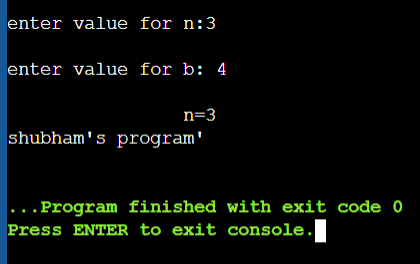 enter value for n:3
enter value for b: 4
n=3
shubham's program'
...Program finished with exit code 0
Press ENTER to exit console.